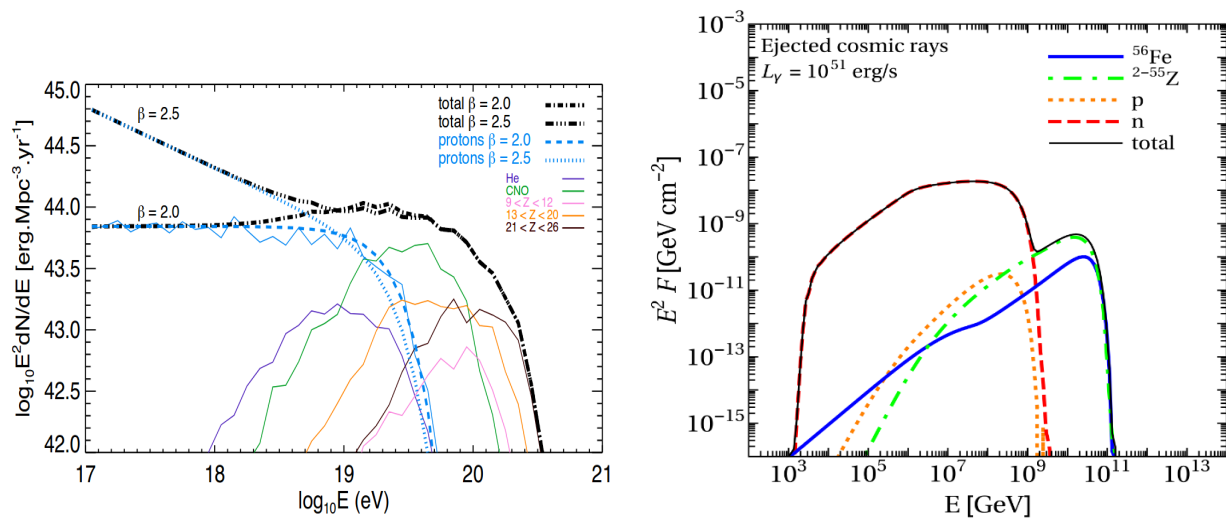 45.0
44.5
44.0
43.5
43.0
42.5
42.0
log₁₀E²dN/dE [erg.Mpc⁻³.yr⁻¹]
β = 2.5
β = 2.0
total β = 2.0
total β = 2.5
protons β = 2.0
protons β = 2.5
He
CNO
9 < Z < 12
13 < Z < 20
21 < Z < 26
17 18 19 20 21
log₁₀E (eV)
10⁻³
10⁻⁵
10⁻⁷
10⁻⁹
10⁻¹¹
10⁻¹³
10⁻¹⁵
E² F [GeV cm⁻²]
Ejected cosmic rays
L_γ = 10⁵¹ erg/s
⁵⁶Fe
²⁻⁵⁵Z
p
n
total
10³ 10⁵ 10⁷ 10⁹ 10¹¹ 10¹³
E [GeV]